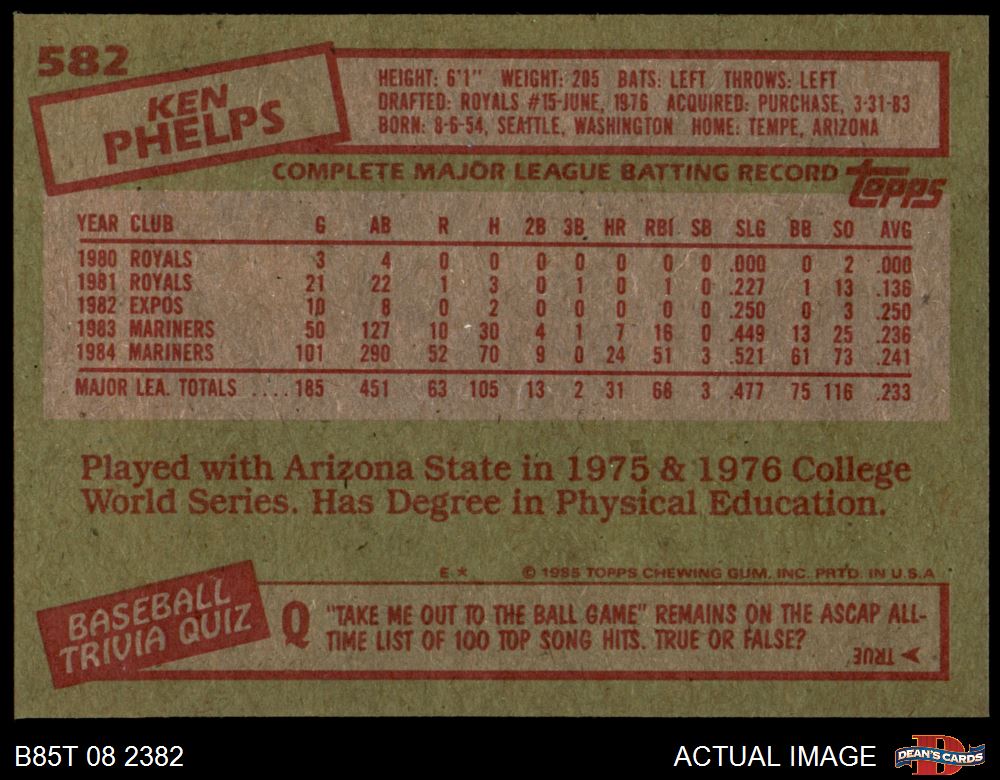 582
KEN
PHELPS
HEIGHT: 6'1" WEIGHT: 205 BATS: LEFT THROWS: LEFT
DRAFTED: ROYALS #15-JUNE, 1976 ACQUIRED: PURCHASE, 3-31-83
BORN: 8-6-54, SEATTLE, WASHINGTON HOME: TEMPE, ARIZONA
COMPLETE MAJOR LEAGUE BATTING RECORD topps
YEAR CLUB G AB R H 2B 3B HR RBI SB SLG BB SO AVG
1980 ROYALS 3 4 0 0 0 0 0 0 0 .000 0 2 .000
1981 ROYALS 21 22 1 3 0 1 0 1 0 .227 1 13 .136
1982 EXPOS 10 8 0 2 0 0 0 0 0 .250 0 3 .250
1983 MARINERS 50 127 10 30 4 1 7 16 0 .449 13 25 .236
1984 MARINERS 101 290 52 70 9 0 24 51 3 .521 61 73 .241
MAJOR LEA. TOTALS ....185 451 63 105 13 2 31 68 3 .477 75 116 .233
Played with Arizona State in 1975 & 1976 College
World Series. Has Degree in Physical Education.
E* © 1985 TOPPS CHEWING GUM, INC. PRT'D. IN U.S.A
BASEBALL
TRIVIA QUIZ
Q "TAKE ME OUT TO THE BALL GAME" REMAINS ON THE ASCAP ALL-
TIME LIST OF 100 TOP SONG HITS. TRUE OR FALSE?
TRUE
B85T 08 2382 ACTUAL IMAGE D DEAN'S CARDS